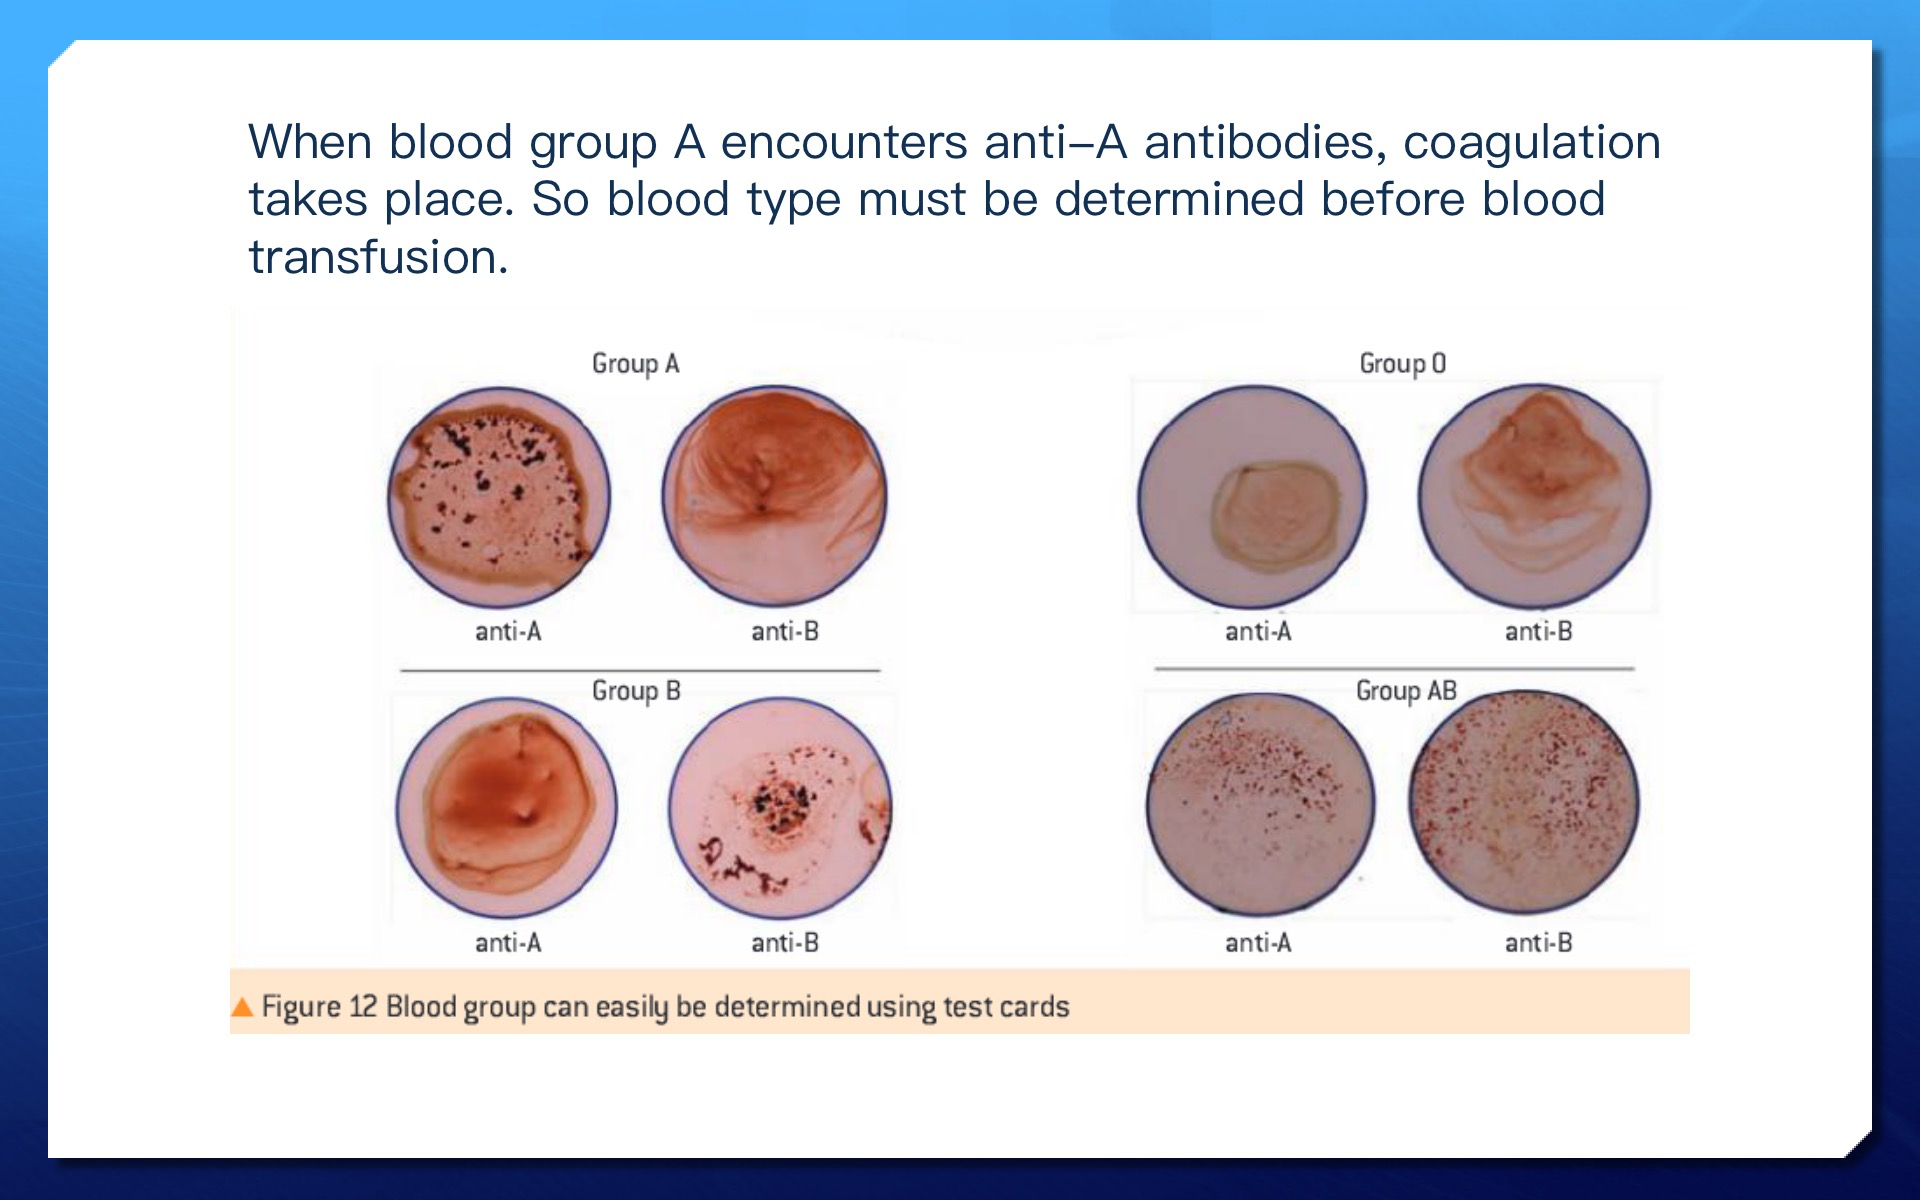 When blood group A encounters anti–A antibodies, coagulation
takes place. So blood type must be determined before blood
transfusion.
Group A
anti-A
anti-B
Group O
anti-A
anti-B
Group B
anti-A
anti-B
Group AB
anti-A
anti-B
Figure 12 Blood group can easily be determined using test cards